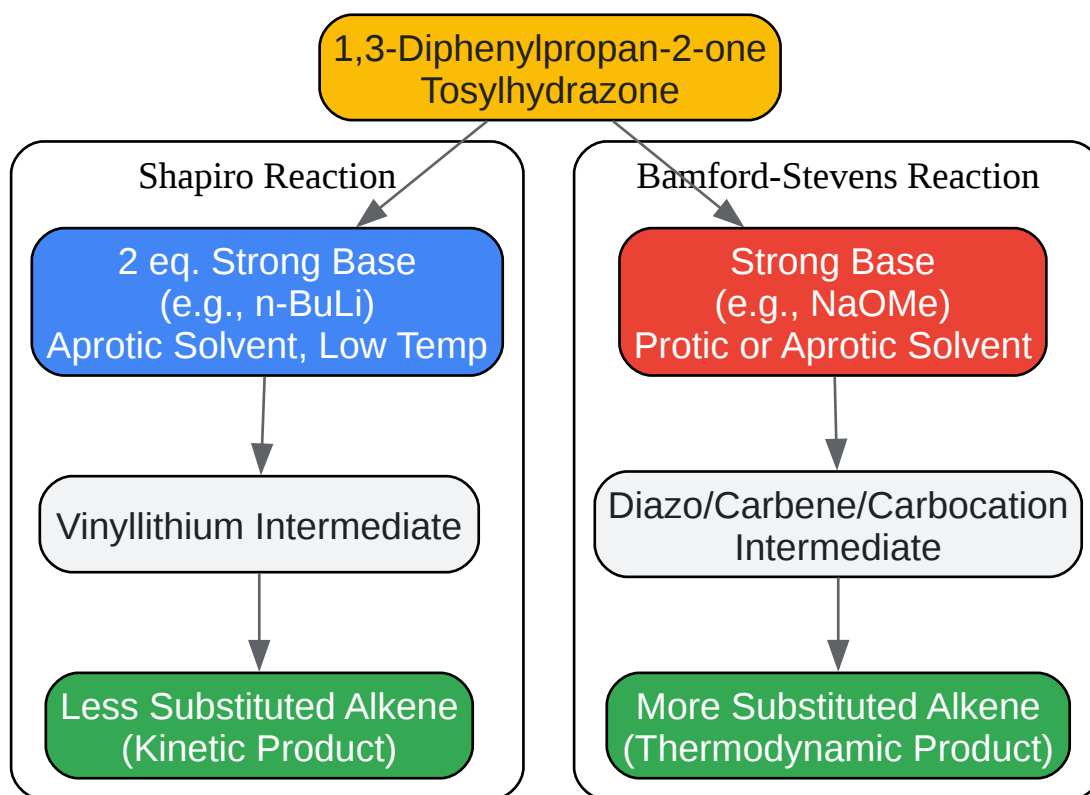 1,3-Diphenylpropan-2-one
Tosylhydrazone
Shapiro Reaction
2 eq. Strong Base
(e.g., n-BuLi)
Aprotic Solvent, Low Temp
Vinyllithium Intermediate
Less Substituted Alkene
(Kinetic Product)
Bamford-Stevens Reaction
Strong Base
(e.g., NaOMe)
Protic or Aprotic Solvent
Diazo/Carbene/Carbocation
Intermediate
More Substituted Alkene
(Thermodynamic Product)